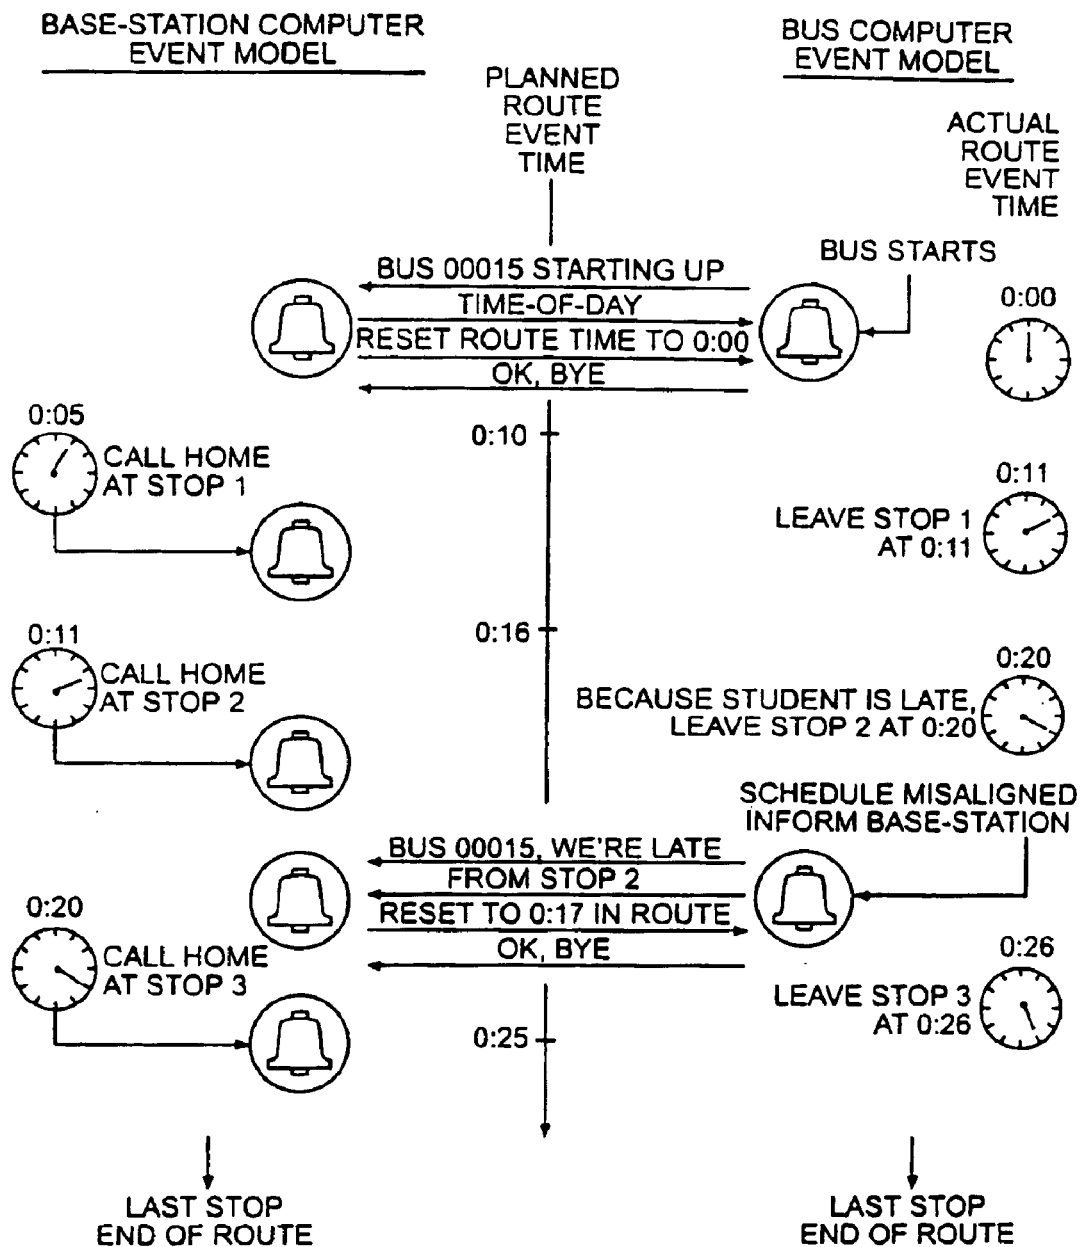 BASE-STATION COMPUTER
EVENT MODEL
BUS COMPUTER
EVENT MODEL
PLANNED
ROUTE
EVENT
TIME
ACTUAL
ROUTE
EVENT
TIME
BUS STARTS
BUS 00015 STARTING UP
TIME-OF-DAY
RESET ROUTE TIME TO 0:00
OK, BYE
0:00
0:05
CALL HOME
AT STOP 1
0:10
0:11
LEAVE STOP 1
AT 0:11
0:11
CALL HOME
AT STOP 2
0:16
0:20
BECAUSE STUDENT IS LATE,
LEAVE STOP 2 AT 0:20
SCHEDULE MISALIGNED
INFORM BASE-STATION
BUS 00015, WE'RE LATE
FROM STOP 2
RESET TO 0:17 IN ROUTE
OK, BYE
0:20
CALL HOME
AT STOP 3
0:26
LEAVE STOP 3
AT 0:26
0:25
LAST STOP
END OF ROUTE
LAST STOP
END OF ROUTE